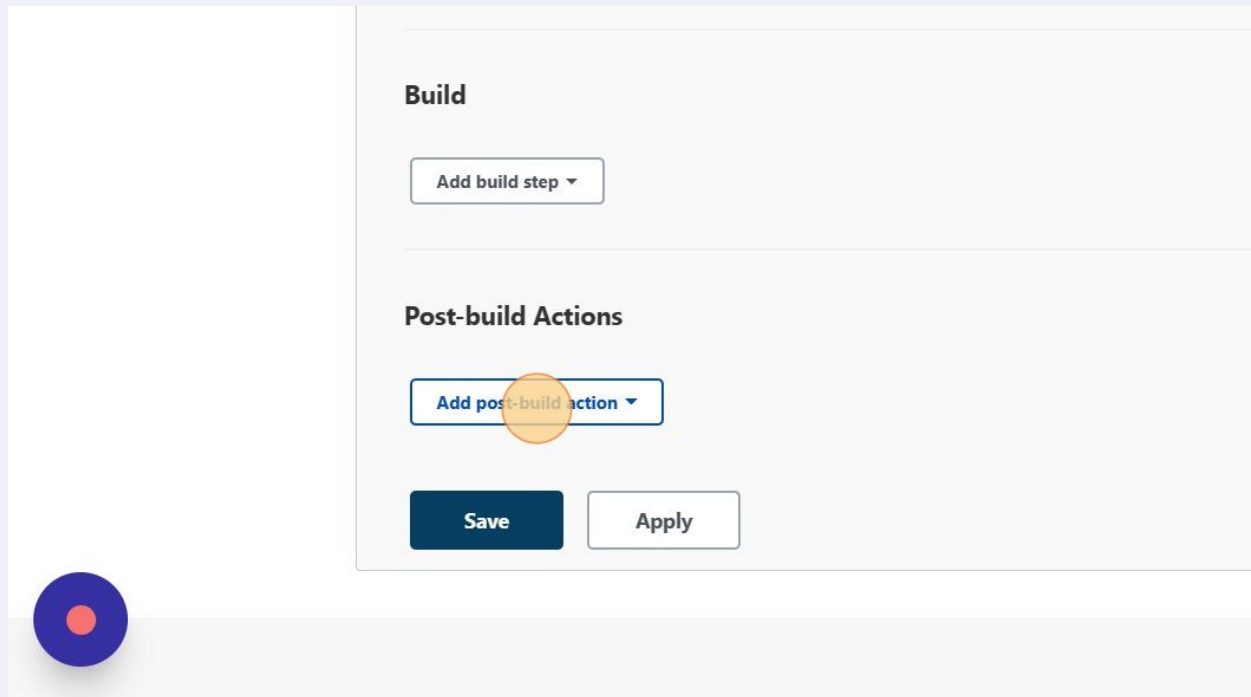 Build
Add build step
Post-build Actions
Add post-build action
Save Apply